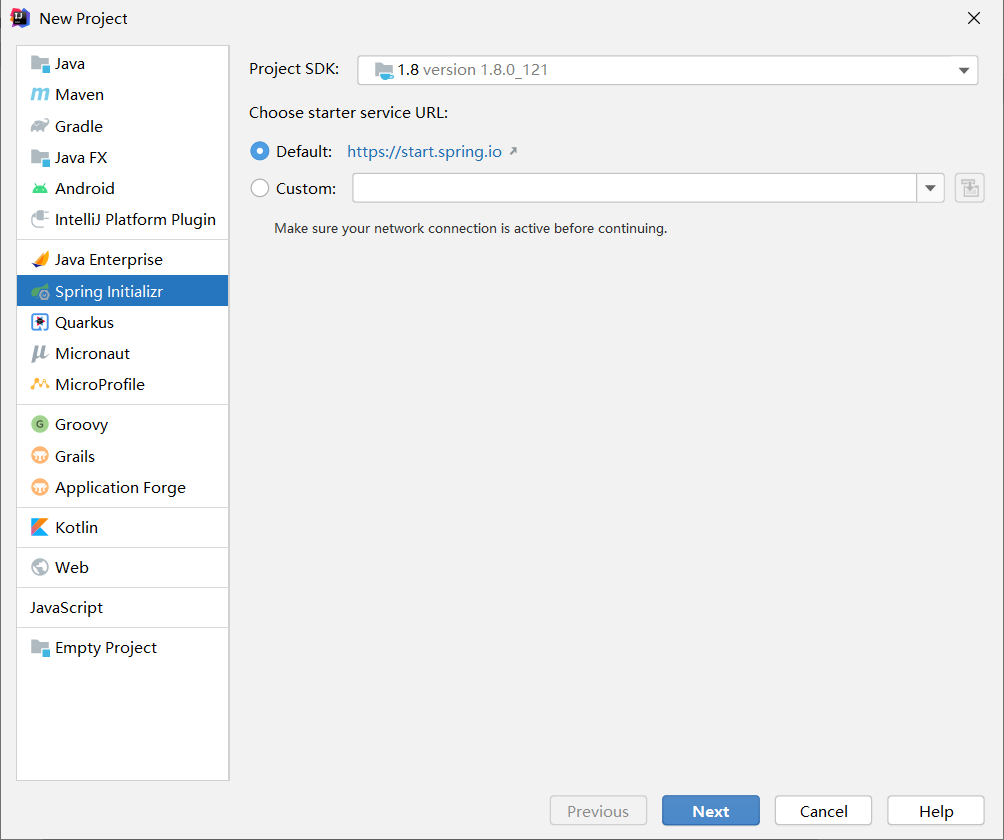 New Project
Java
Maven
Gradle
Java FX
Android
IntelliJ Platform Plugin
Java Enterprise
Spring Initializr
Quarkus
Micronaut
MicroProfile
Groovy
Grails
Application Forge
Kotlin
Web
JavaScript
Empty Project
Project SDK: 1.8 version 1.8.0_121
Choose starter service URL:
Default: https://start.spring.io
Custom:
Make sure your network connection is active before continuing.
Previous Next Cancel Help